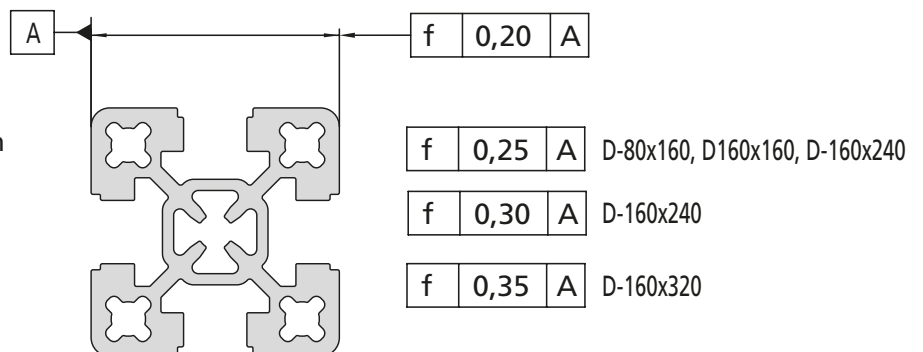 A
f 0,20 A
n
f 0,25 A D-80x160, D160x160, D-160x240
f 0,30 A D-160x240
f 0,35 A D-160x320